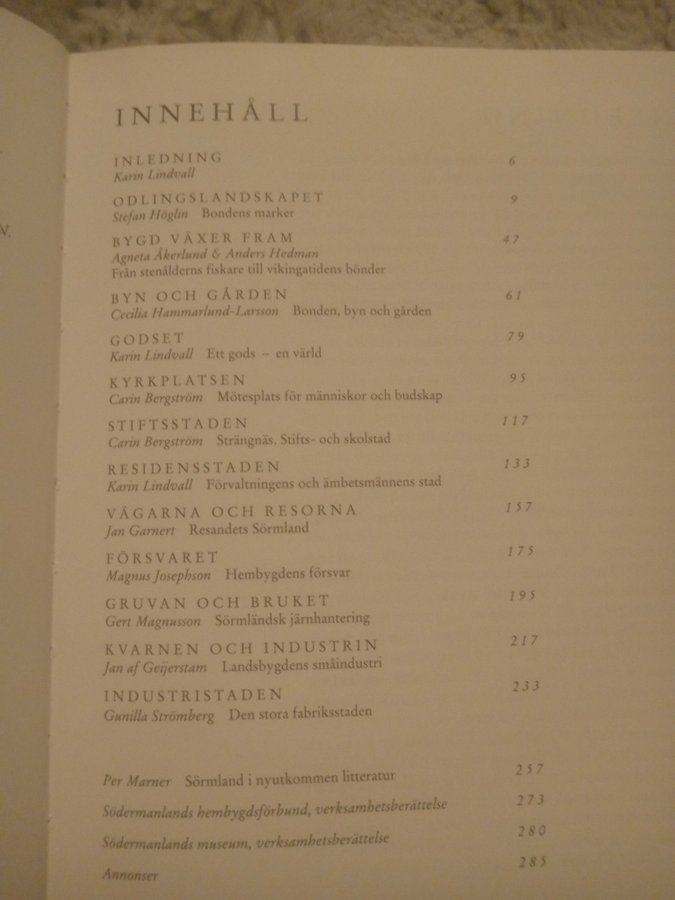 N,
INNEHÅLL
INLEDNING 6
Karin Lindvall
ODLINGSLANDSKAPET 9
Stefan Höglin Bondens marker
BYGD VÄXER FRAM 47
Agneta Åkerlund & Anders Hedman
Från stenålderns fiskare till vikingatidens bönder
BYN OCH GÅRDEN 61
Cecilia Hammarlund-Larsson Bonden, byn och gården
GODSET 79
Karin Lindvall Ett gods – en värld
KYRKPLATSEN 95
Carin Bergström Mötesplats för människor och budskap
STIFTSSTADEN 117
Carin Bergström Strängnäs. Stifts- och skolstad
RESIDENSSTADEN 133
Karin Lindvall Förvaltningens och ämbetsmännens stad
VÄGARNA OCH RESORNA 157
Jan Garnert Resandets Sörmland
FÖRSVARET 175
Magnus Josephson Hembygdens försvar
GRUVAN OCH BRUKET 195
Gert Magnusson Sörmländsk järnhantering
KVARNEN OCH INDUSTRIN 217
Jan af Geijerstam Landsbygdens småindustri
INDUSTRISTADEN 233
Gunilla Strömberg Den stora fabriksstaden
Per Marner Sörmland i nyutkommen litteratur 257
Södermanlands hembygdsförbund, verksamhetsberättelse 273
Södermanlands museum, verksamhetsberättelse 280
Annonser 285